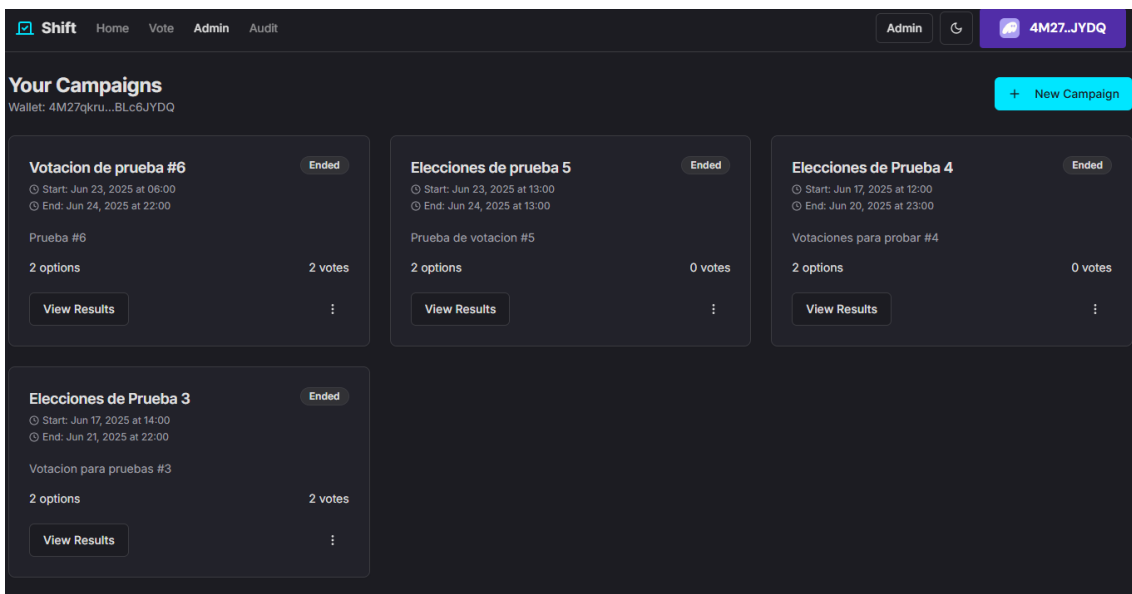 Shift Home Vote Admin Audit Admin 4M27..JYDQ
Your Campaigns
Wallet: 4M27qkru...BLc6JYDQ
+ New Campaign
Votacion de prueba #6 Ended
Start: Jun 23, 2025 at 06:00
End: Jun 24, 2025 at 22:00
Prueba #6
2 options 2 votes
View Results
Elecciones de prueba 5 Ended
Start: Jun 23, 2025 at 13:00
End: Jun 24, 2025 at 13:00
Prueba de votacion #5
2 options 0 votes
View Results
Elecciones de Prueba 4 Ended
Start: Jun 17, 2025 at 12:00
End: Jun 20, 2025 at 23:00
Votaciones para probar #4
2 options 0 votes
View Results
Elecciones de Prueba 3 Ended
Start: Jun 17, 2025 at 14:00
End: Jun 21, 2025 at 22:00
Votacion para pruebas #3
2 options 2 votes
View Results